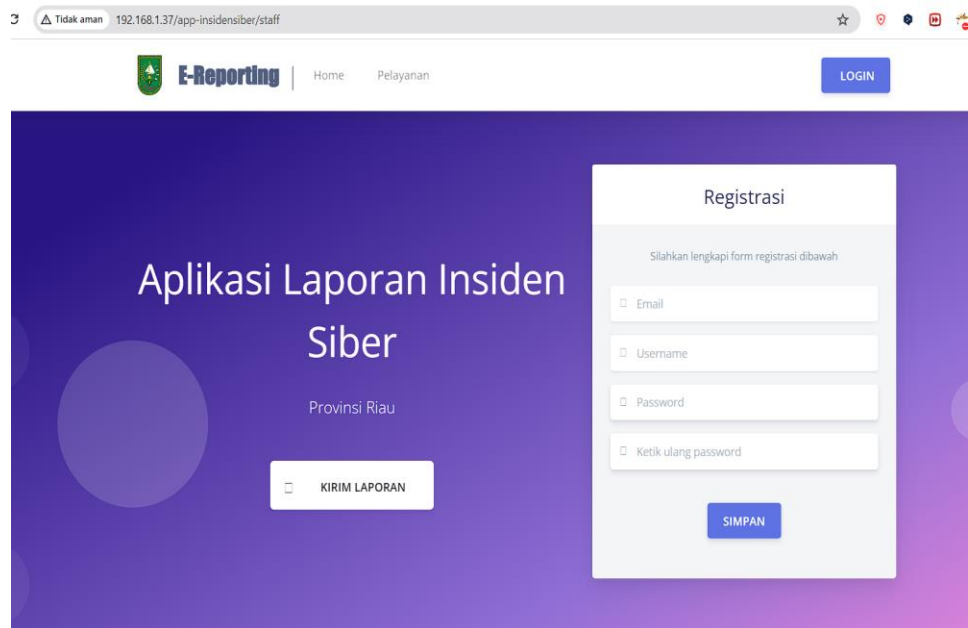 Tidak aman 192.168.1.37/app-insidensiber/staff
E-Reporting | Home Pelayanan LOGIN
Registrasi
Silahkan lengkapi form registrasi dibawah
Email
Username
Password
Ketik ulang password
SIMPAN
Aplikasi Laporan Insiden
Siber
Provinsi Riau
KIRIM LAPORAN